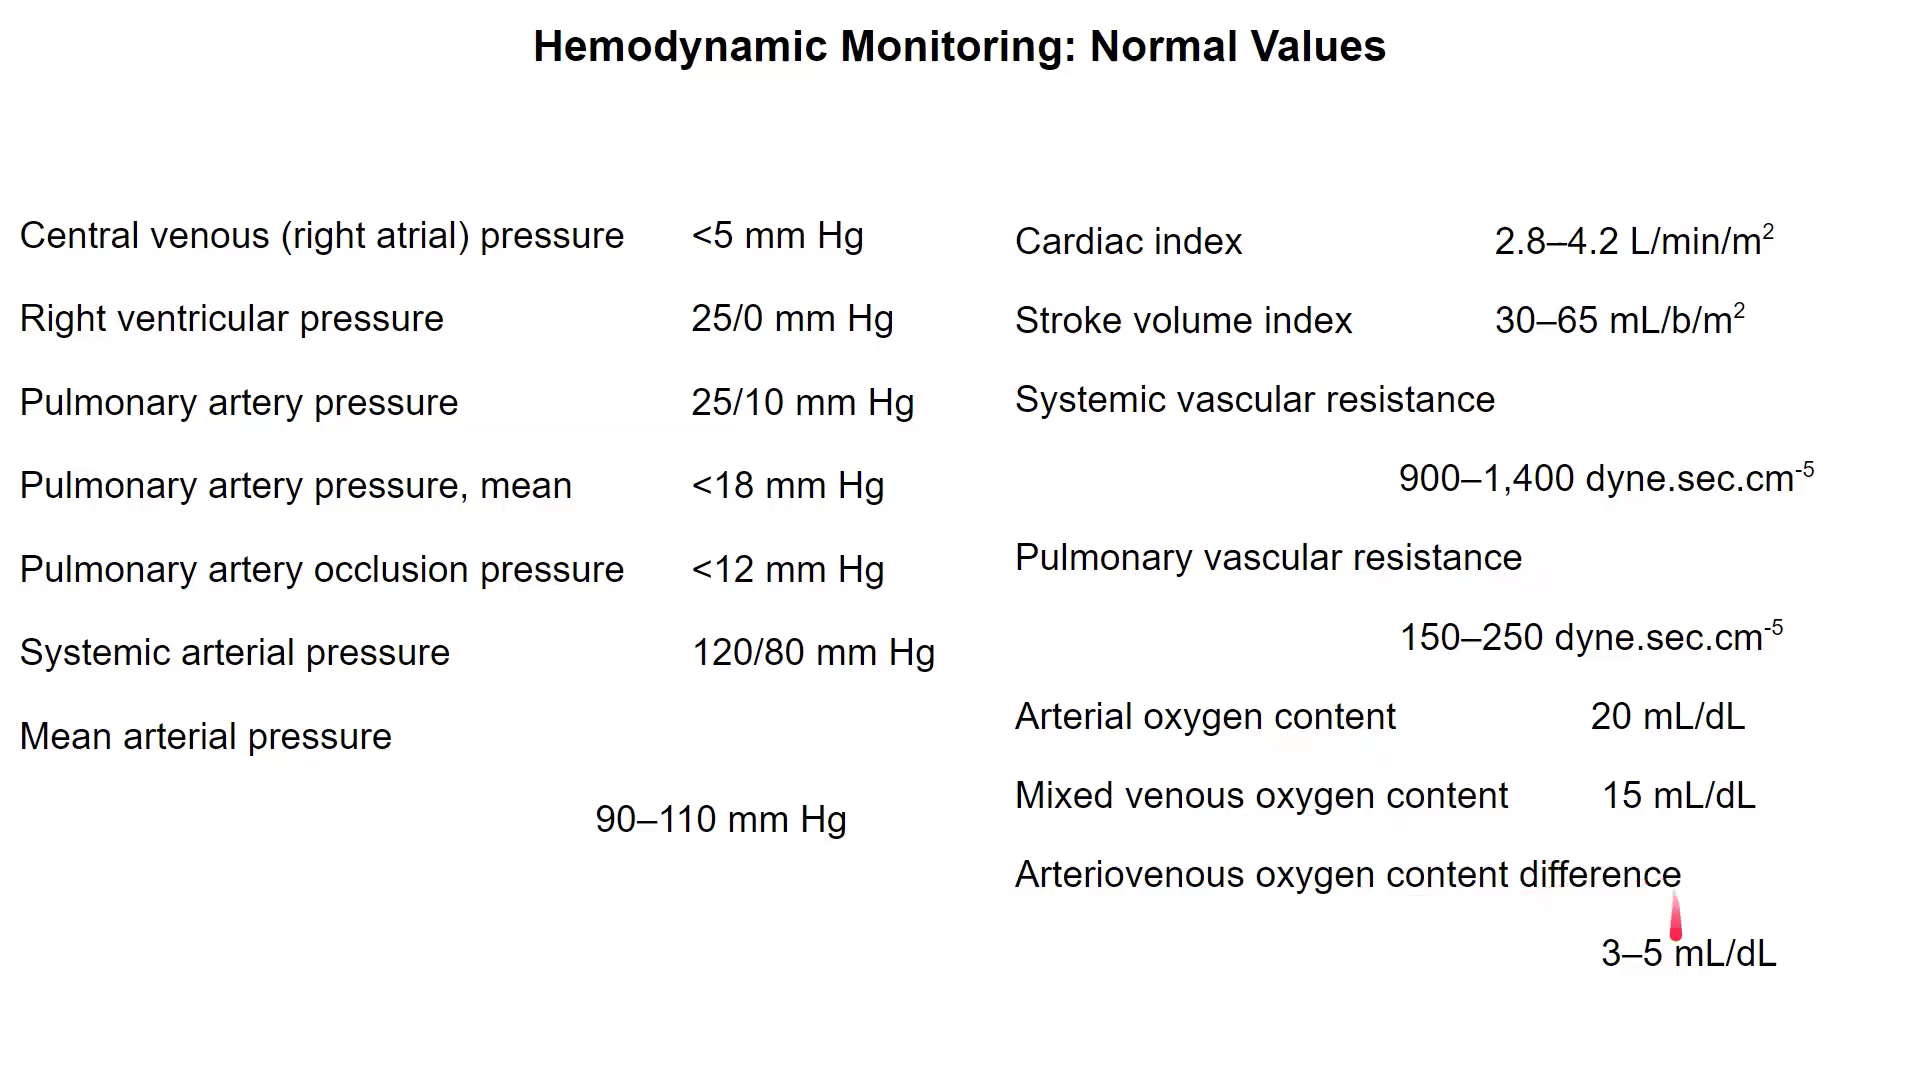 Hemodynamic Monitoring: Normal Values
Central venous (right atrial) pressure <5 mm Hg
Right ventricular pressure 25/0 mm Hg
Pulmonary artery pressure 25/10 mm Hg
Pulmonary artery pressure, mean <18 mm Hg
Pulmonary artery occlusion pressure <12 mm Hg
Systemic arterial pressure 120/80 mm Hg
Mean arterial pressure
90–110 mm Hg
Cardiac index 2.8–4.2 L/min/m²
Stroke volume index 30–65 mL/b/m²
Systemic vascular resistance
900–1,400 dyne.sec.cm⁻⁵
Pulmonary vascular resistance
150–250 dyne.sec.cm⁻⁵
Arterial oxygen content 20 mL/dL
Mixed venous oxygen content 15 mL/dL
Arteriovenous oxygen content difference
3–5 mL/dL